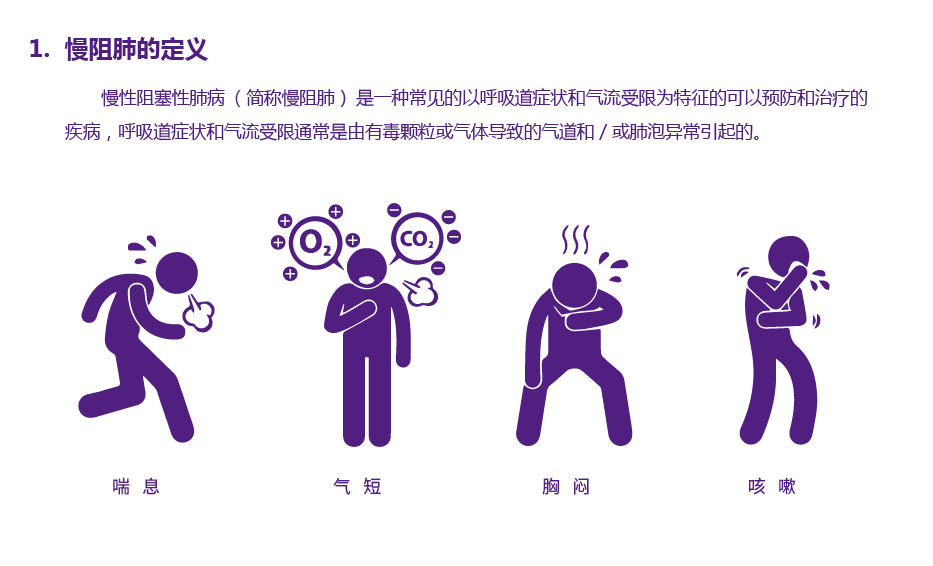 1. 慢阻肺的定义
慢性阻塞性肺病（简称慢阻肺）是一种常见的以呼吸道症状和气流受限为特征的可以预防和治疗的
疾病，呼吸道症状和气流受限通常是由有毒颗粒或气体导致的气道和 / 或肺泡异常引起的。
O₂ CO₂
喘 息 气 短 胸 闷 咳 嗽